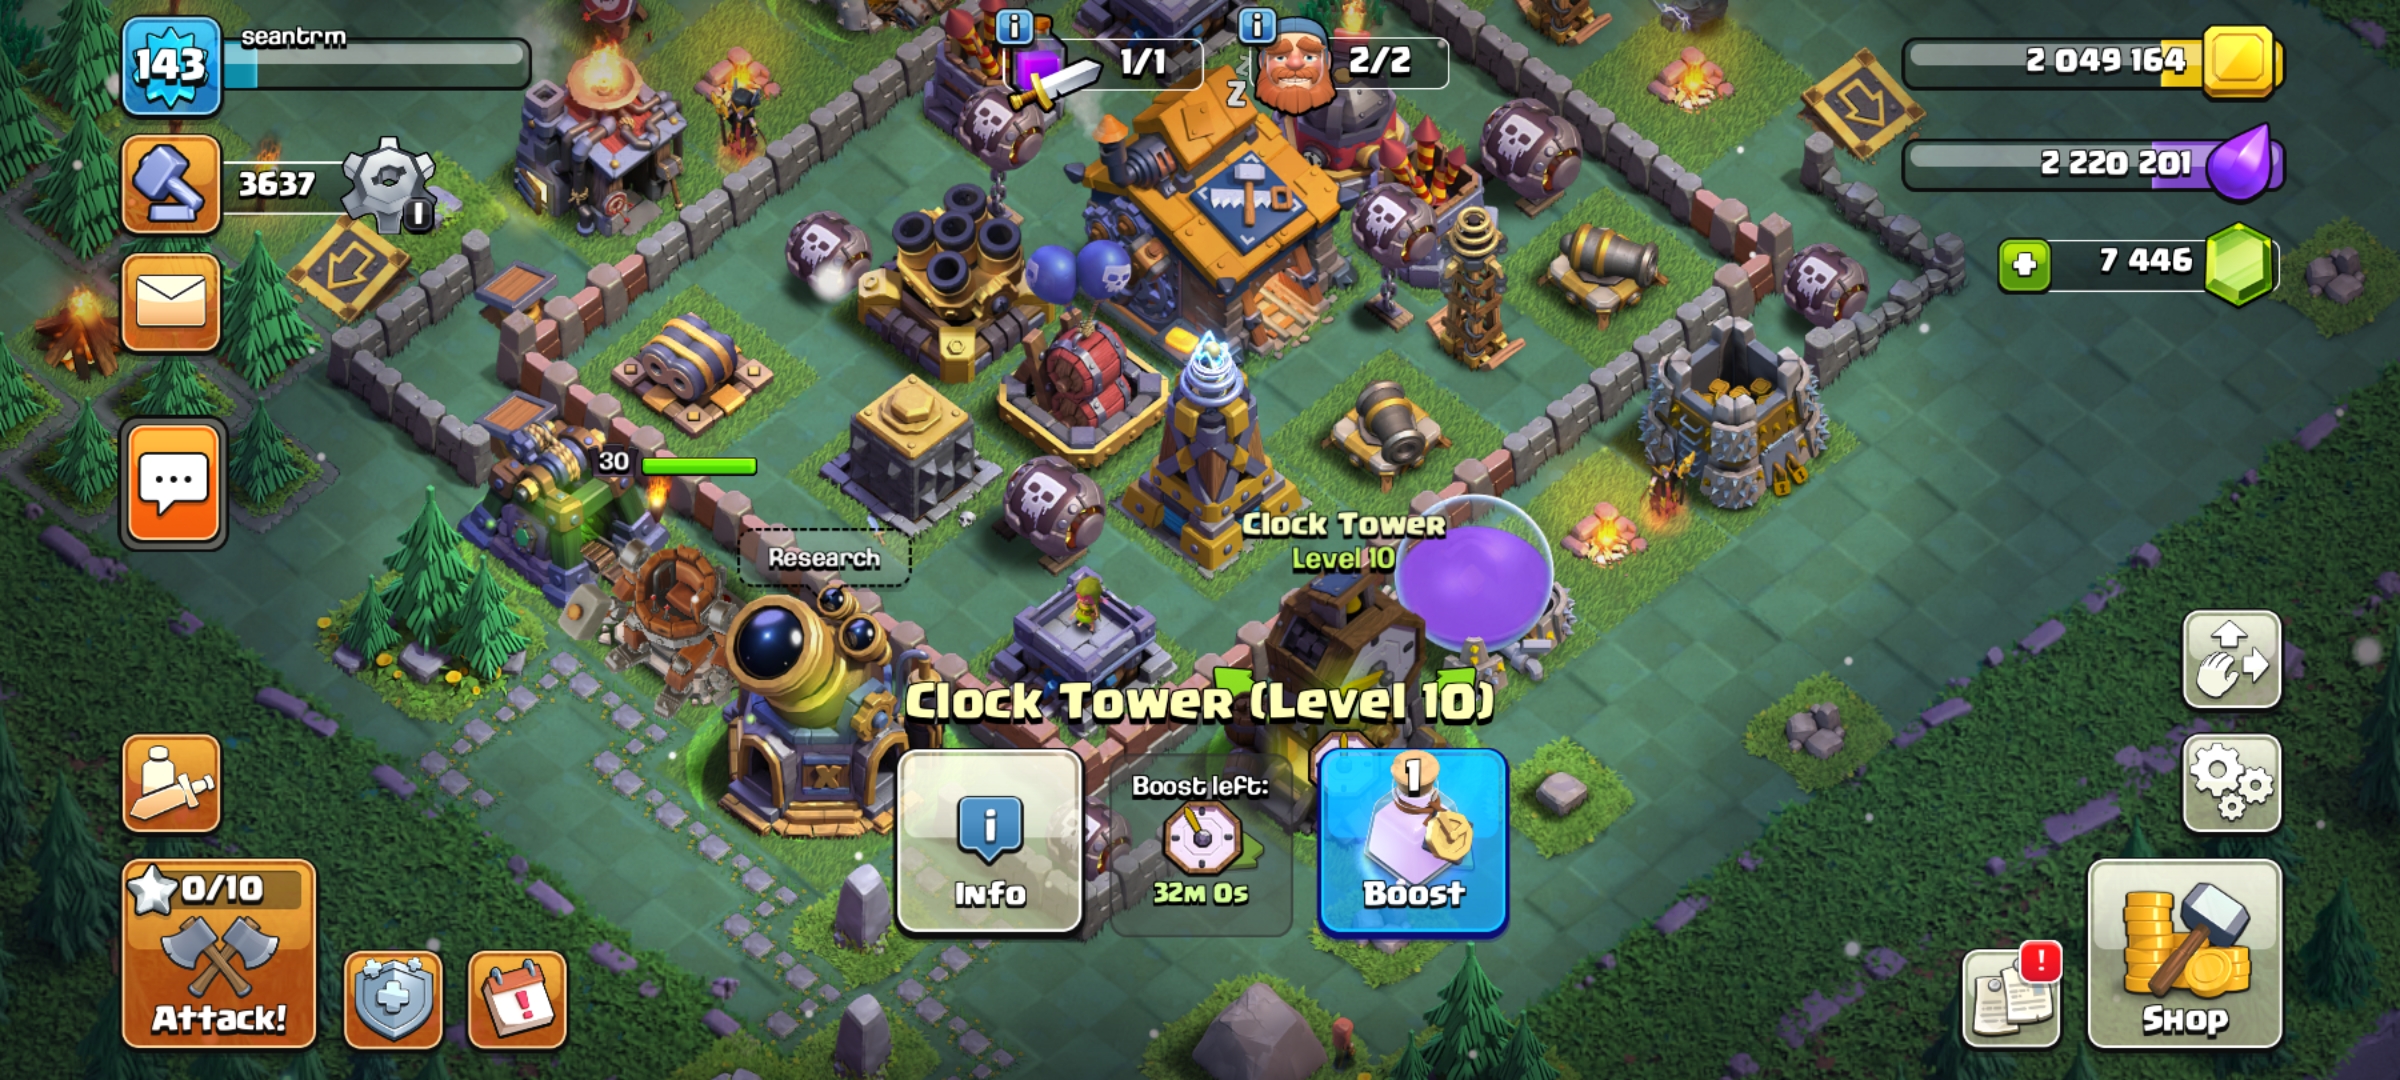 143
seantrm
1/1
2/2
2 049 164
3637
2 220 201
7 446
30
Research
Clock Tower
Level 10
Clock Tower (Level 10)
Info
Boost left:
32m 0s
1
Boost
0/10
Attack!
!
Shop